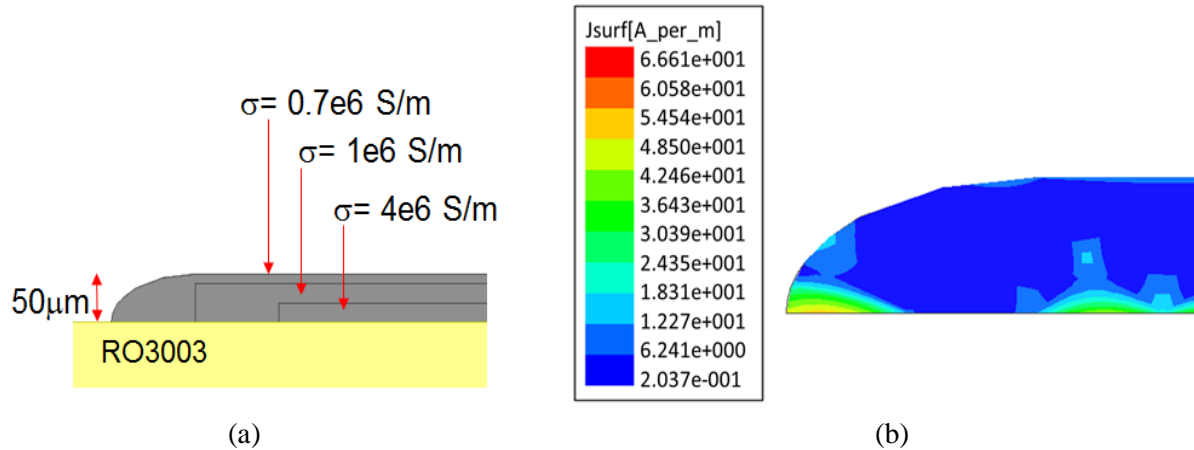 σ= 0.7e6 S/m
σ= 1e6 S/m
σ= 4e6 S/m
50μm
RO3003
(a)
Jsurf[A_per_m]
6.661e+001
6.058e+001
5.454e+001
4.850e+001
4.246e+001
3.643e+001
3.039e+001
2.435e+001
1.831e+001
1.227e+001
6.241e+000
2.037e-001
(b)